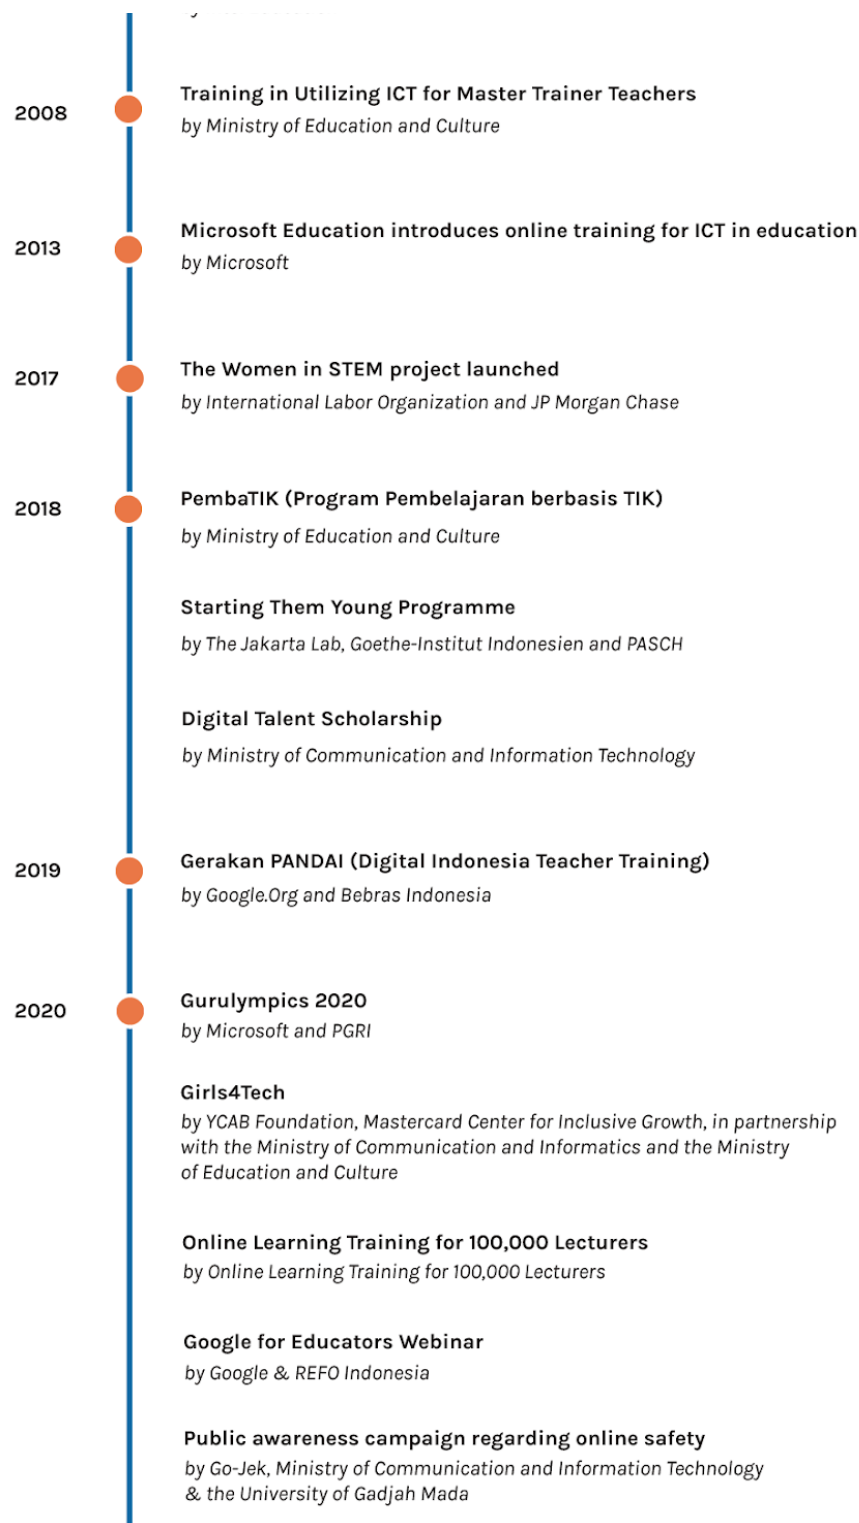 2008
Training in Utilizing ICT for Master Trainer Teachers
by Ministry of Education and Culture
2013
Microsoft Education introduces online training for ICT in education
by Microsoft
2017
The Women in STEM project launched
by International Labor Organization and JP Morgan Chase
2018
PembaTIK (Program Pembelajaran berbasis TIK)
by Ministry of Education and Culture
Starting Them Young Programme
by The Jakarta Lab, Goethe-Institut Indonesien and PASCH
Digital Talent Scholarship
by Ministry of Communication and Information Technology
2019
Gerakan PANDAI (Digital Indonesia Teacher Training)
by Google.Org and Bebras Indonesia
2020
Gurulympics 2020
by Microsoft and PGRI
Girls4Tech
by YCAB Foundation, Mastercard Center for Inclusive Growth, in partnership
with the Ministry of Communication and Informatics and the Ministry
of Education and Culture
Online Learning Training for 100,000 Lecturers
by Online Learning Training for 100,000 Lecturers
Google for Educators Webinar
by Google & REFO Indonesia
Public awareness campaign regarding online safety
by Go-Jek, Ministry of Communication and Information Technology
& the University of Gadjah Mada